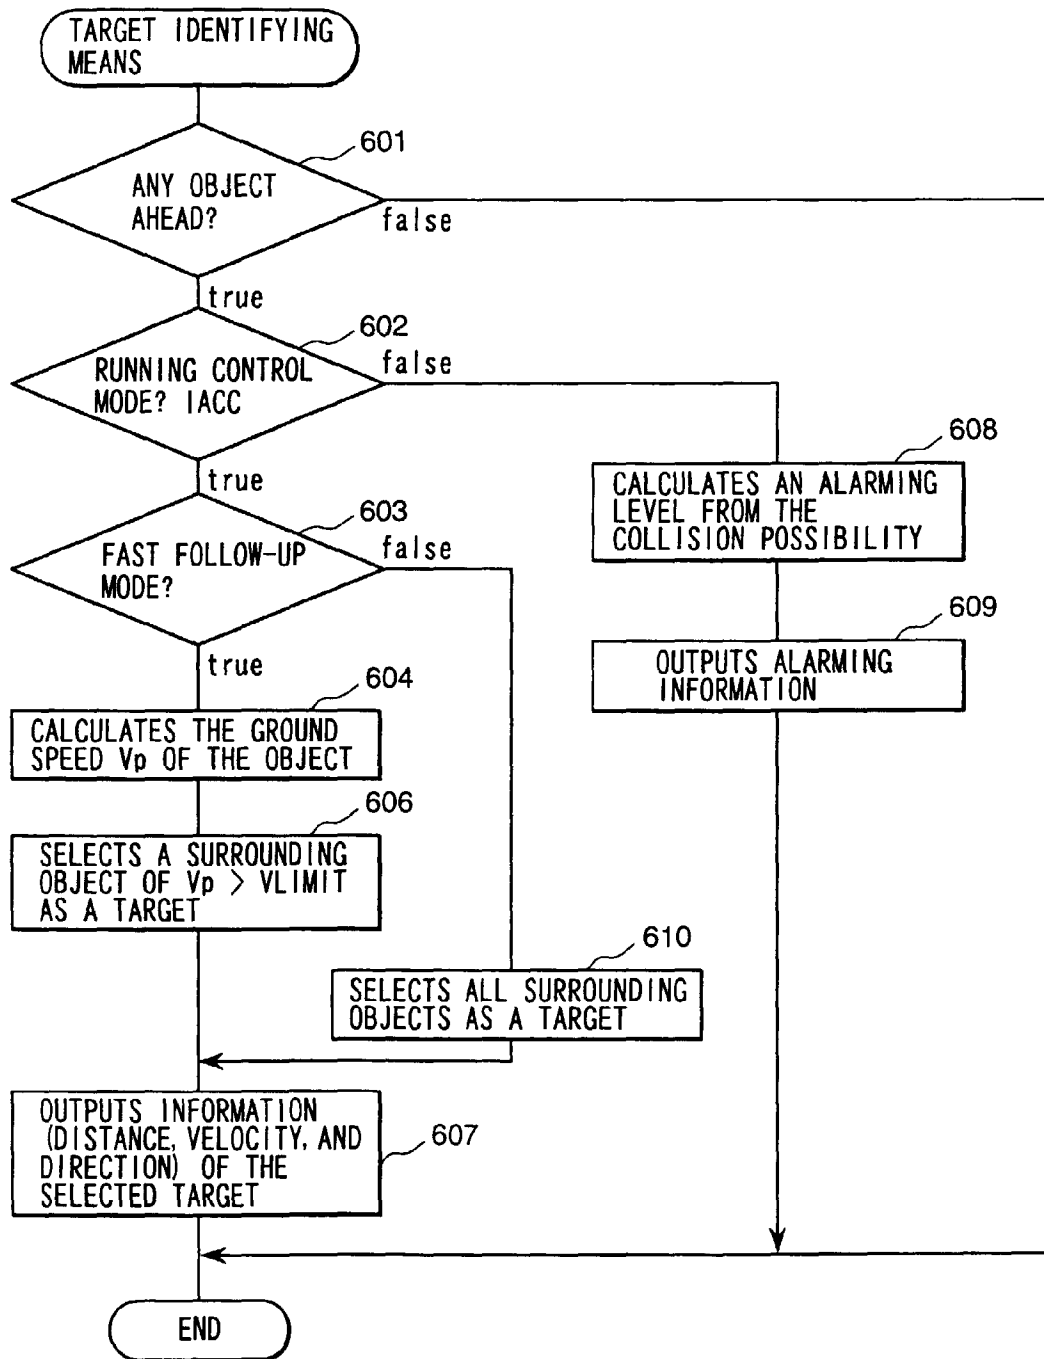 TARGET IDENTIFYING
MEANS
601
ANY OBJECT
AHEAD?
false
true
602
RUNNING CONTROL
MODE? IACC
false
true
603
FAST FOLLOW-UP
MODE?
false
true
604
CALCULATES THE GROUND
SPEED Vp OF THE OBJECT
606
SELECTS A SURROUNDING
OBJECT OF Vp > VLIMIT
AS A TARGET
608
CALCULATES AN ALARMING
LEVEL FROM THE
COLLISION POSSIBILITY
609
OUTPUTS ALARMING
INFORMATION
610
SELECTS ALL SURROUNDING
OBJECTS AS A TARGET
OUTPUTS INFORMATION
(DISTANCE, VELOCITY, AND
DIRECTION) OF THE
SELECTED TARGET
607
END